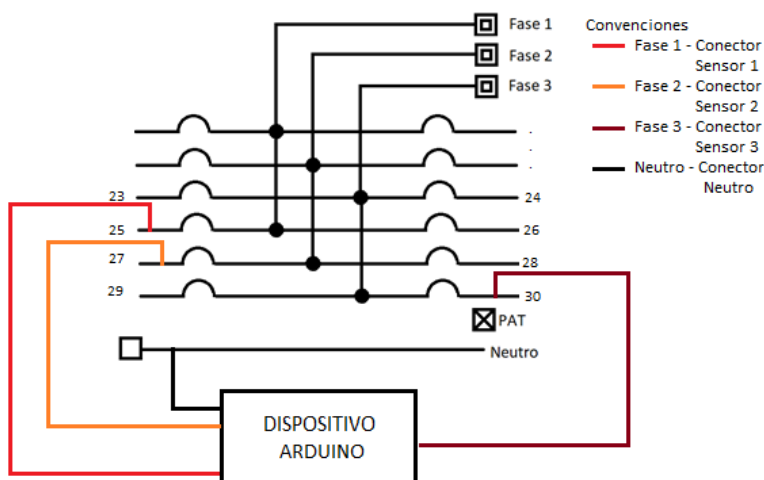 Fase 1
Fase 2
Fase 3
Convenciones
Fase 1 - Conector
Sensor 1
Fase 2 - Conector
Sensor 2
Fase 3 - Conector
Sensor 3
Neutro - Conector
Neutro
.
.
23
24
25
26
27
28
29
30
PAT
Neutro
DISPOSITIVO
ARDUINO